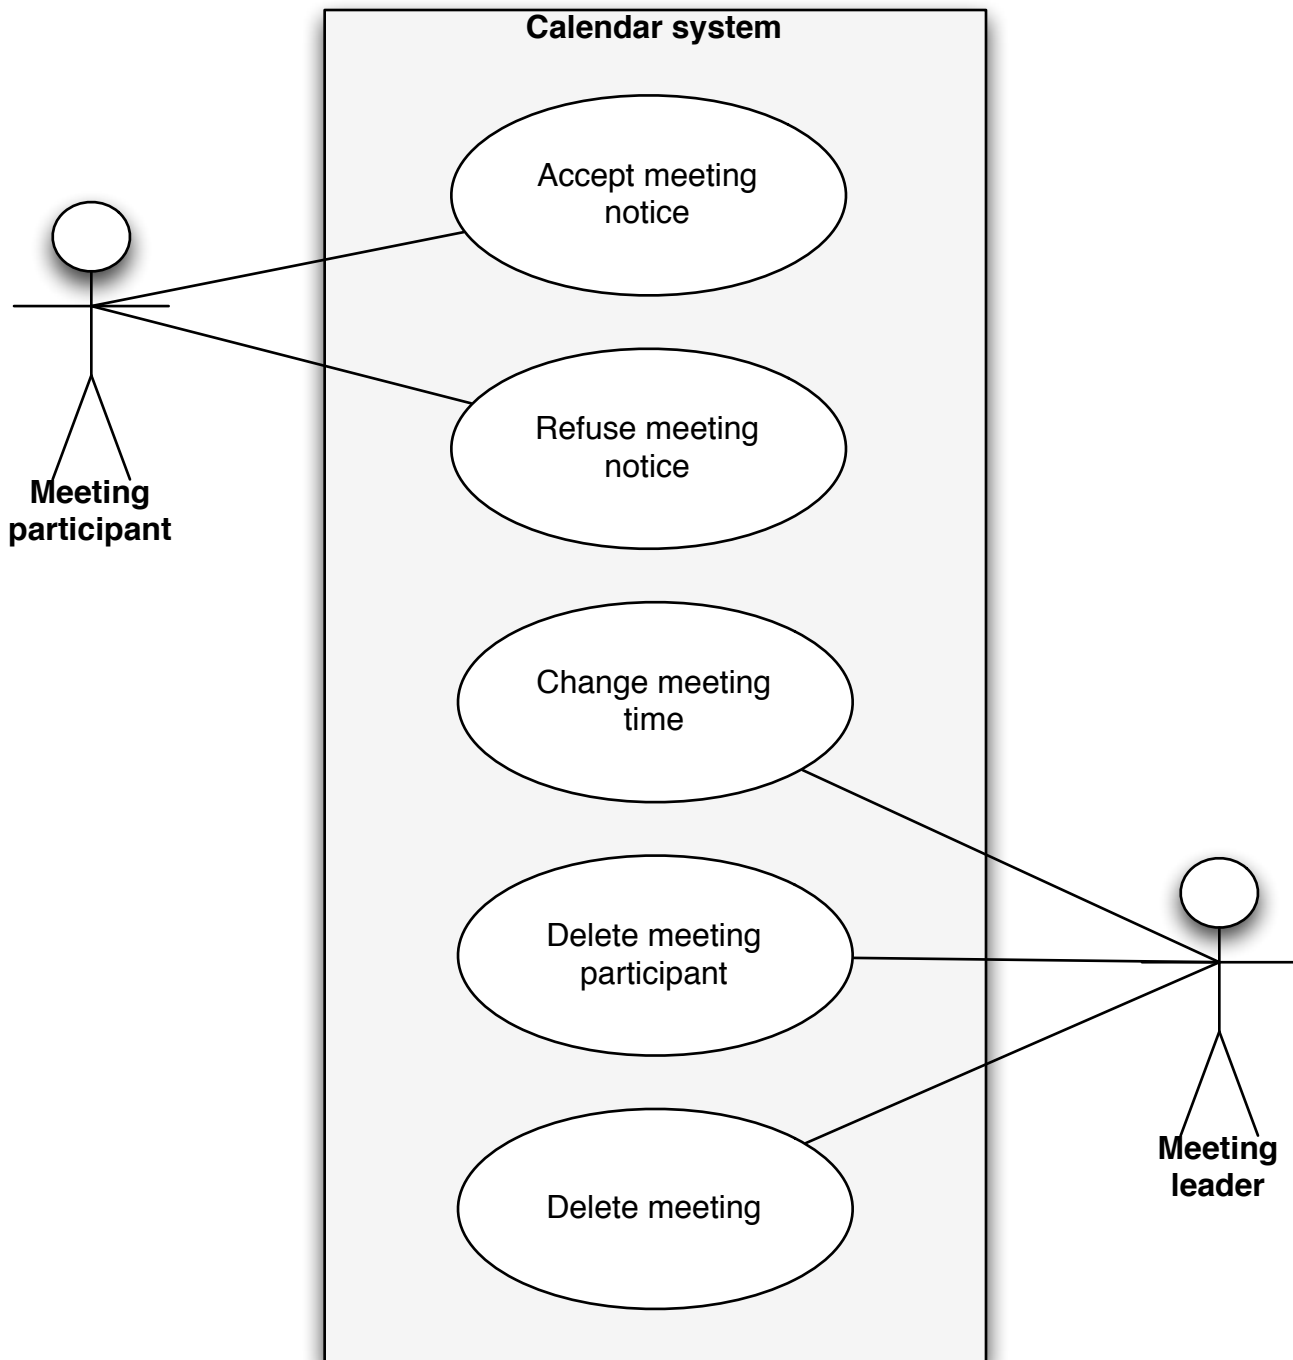 Calendar system
Accept meeting
notice
Refuse meeting
notice
Meeting
participant
Change meeting
time
Delete meeting
participant
Meeting
leader
Delete meeting